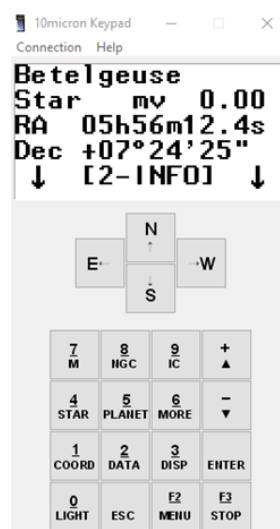 10micron Keypad
Connection Help
Betelgeuse
Star mv 0.00
RA 05h56m12.4s
Dec +07°24'25"
↓ [2-INFO] ↓
N
↑
E← →W
↓
S
7 8 9 +
M NGC IC ▲
4 5 6 −
STAR PLANET MORE ▼
1 2 3
COORD DATA DISP ENTER
0 F2 F3
LIGHT ESC MENU STOP